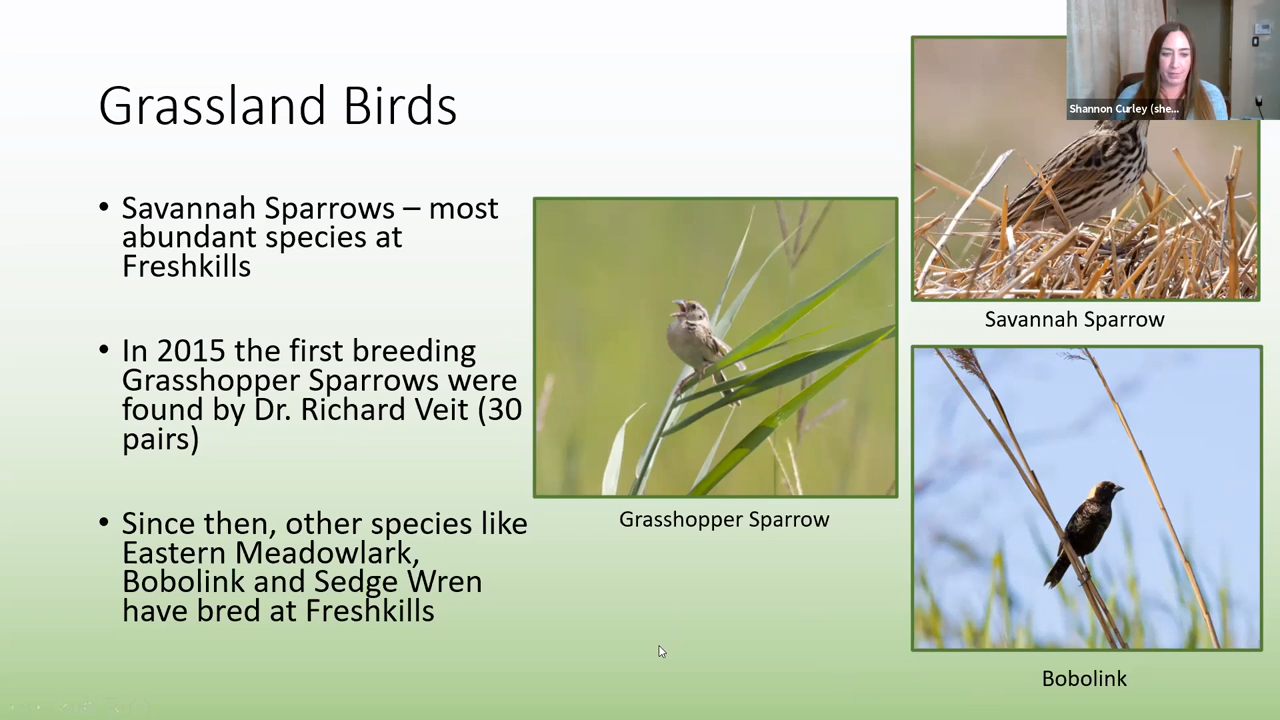 Grassland Birds
Shannon Curley (she...
• Savannah Sparrows – most
abundant species at
Freshkills
• In 2015 the first breeding
Grasshopper Sparrows were
found by Dr. Richard Veit (30
pairs)
• Since then, other species like
Eastern Meadowlark,
Bobolink and Sedge Wren
have bred at Freshkills
Grasshopper Sparrow
Savannah Sparrow
Bobolink